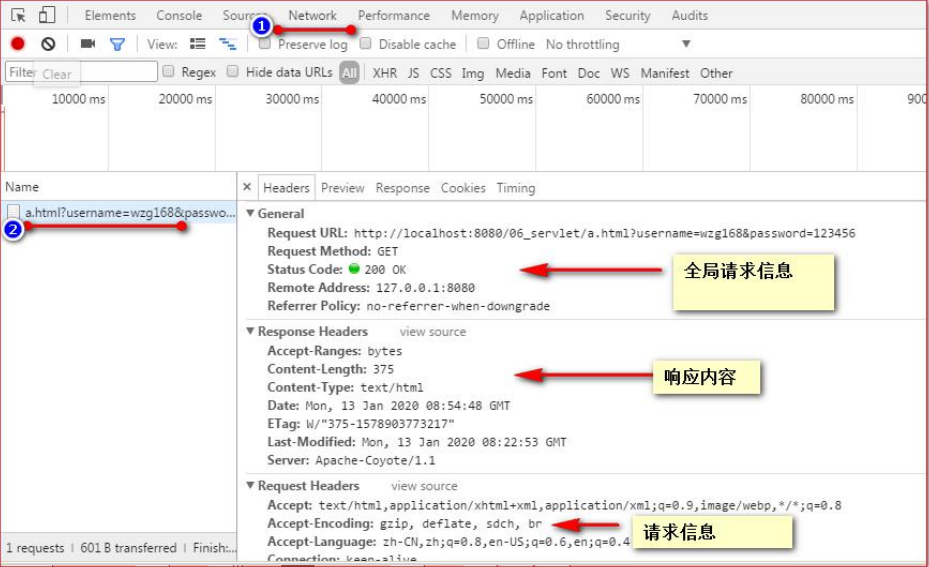 Elements Console Sourc Network Performance Memory Application Security Audits
1
View: Preserve log Disable cache Offline No throttling
Filter Clear Regex Hide data URLs All XHR JS CSS Img Media Font Doc WS Manifest Other
10000 ms 20000 ms 30000 ms 40000 ms 50000 ms 60000 ms 70000 ms 80000 ms 900
Name
× Headers Preview Response Cookies Timing
a.html?username=wzg168&passwo...
2
General
Request URL: http://localhost:8080/06_servlet/a.html?username=wzg168&password=123456
Request Method: GET
Status Code: 200 OK
全局请求信息
Remote Address: 127.0.0.1:8080
Referrer Policy: no-referrer-when-downgrade
Response Headers view source
Accept-Ranges: bytes
Content-Length: 375
响应内容
Content-Type: text/html
Date: Mon, 13 Jan 2020 08:54:48 GMT
ETag: W/"375-1578903773217"
Last-Modified: Mon, 13 Jan 2020 08:22:53 GMT
Server: Apache-Coyote/1.1
Request Headers view source
Accept: text/html,application/xhtml+xml,application/xml;q=0.9,image/webp,*/*;q=0.8
Accept-Encoding: gzip, deflate, sdch, br
请求信息
Accept-Language: zh-CN,zh;q=0.8,en-US;q=0.6,en;q=0.4
Connection: keep-alive
1 requests | 601 B transferred | Finish:...